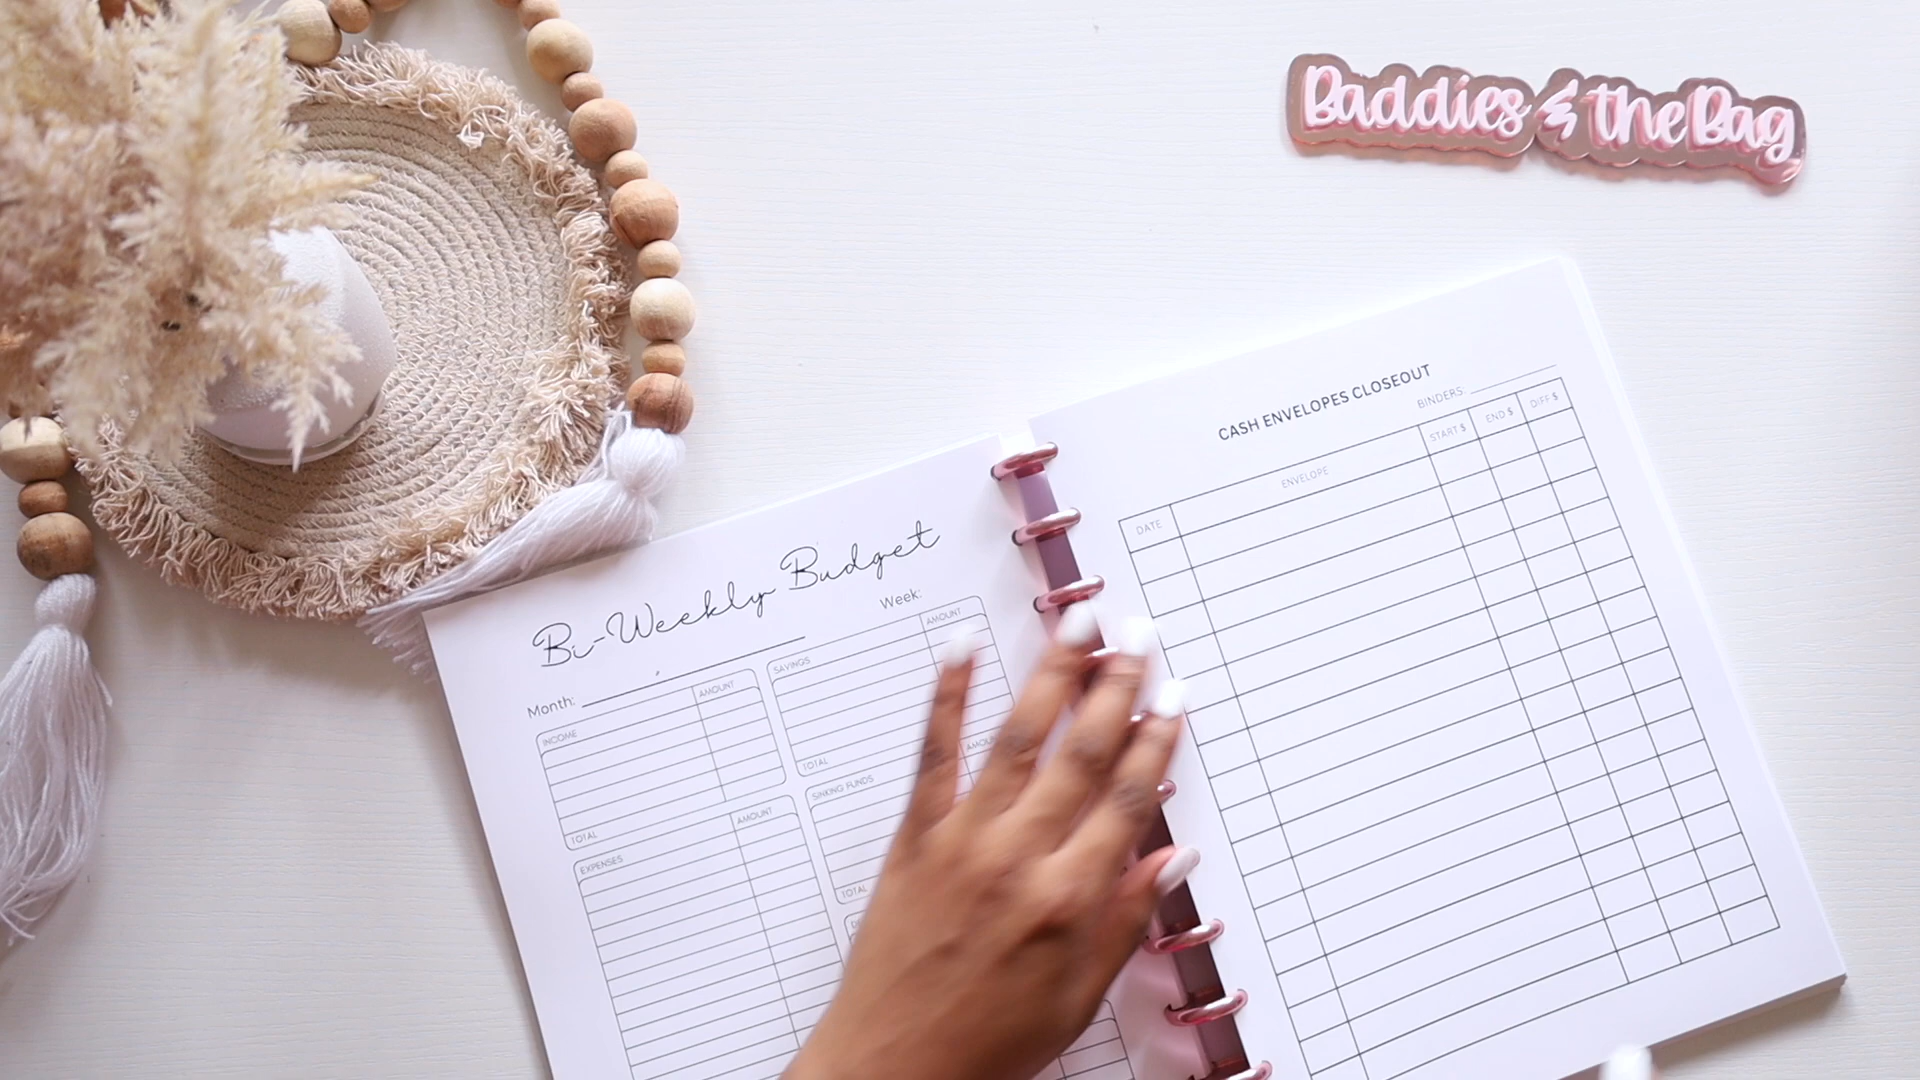 Baddies & the Bag
Bi-Weekly Budget
Month:
Week:
INCOME
AMOUNT
TOTAL
EXPENSES
AMOUNT
SAVINGS
AMOUNT
TOTAL
SINKING FUNDS
AMOUNT
TOTAL
CASH ENVELOPES CLOSEOUT
BINDERS:
DATE ENVELOPE START $ END $ DIFF $